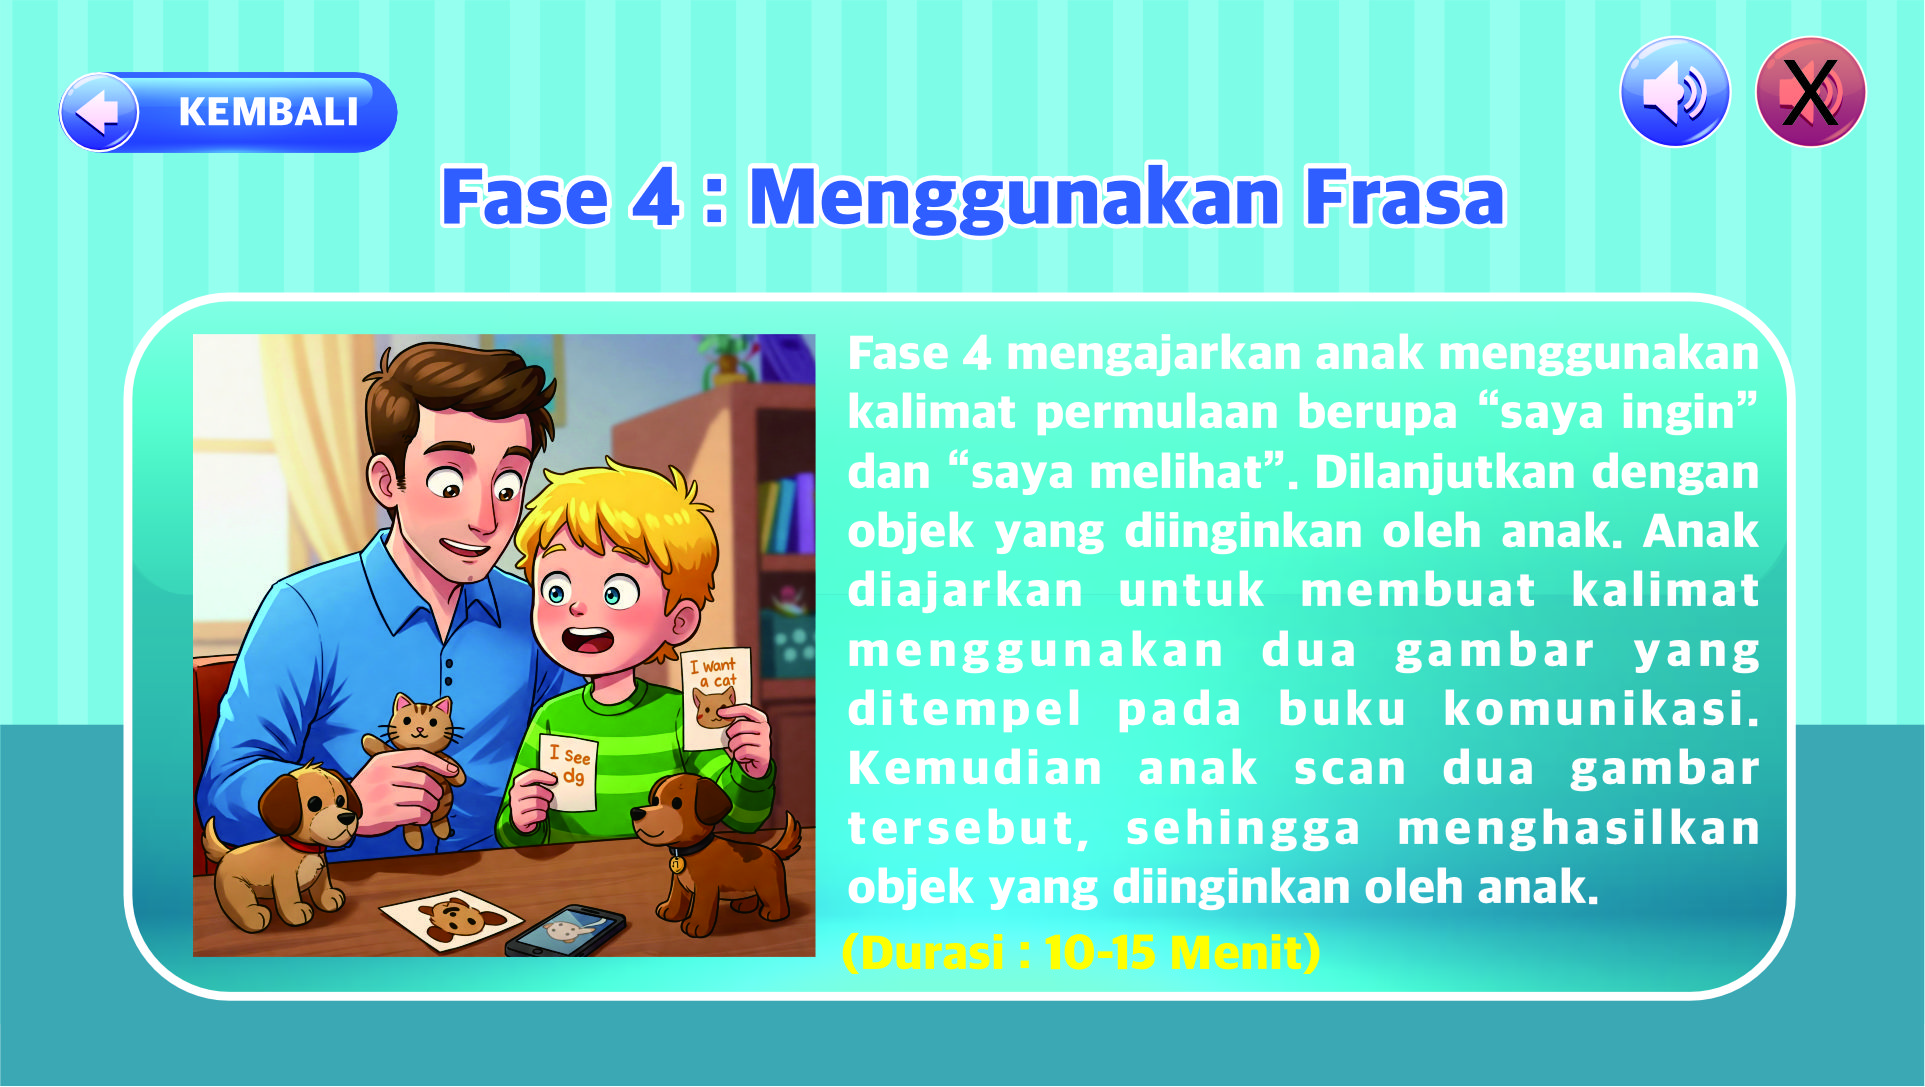 KEMBALI
X
Fase 4 : Menggunakan Frasa
Fase 4 mengajarkan anak menggunakan
kalimat permulaan berupa “saya ingin”
dan “saya melihat”. Dilanjutkan dengan
objek yang diinginkan oleh anak. Anak
diajarkan untuk membuat kalimat
menggunakan dua gambar yang
ditempel pada buku komunikasi.
Kemudian anak scan dua gambar
tersebut, sehingga menghasilkan
objek yang diinginkan oleh anak.
(Durasi : 10-15 Menit)
I want
a cat
I see
dg